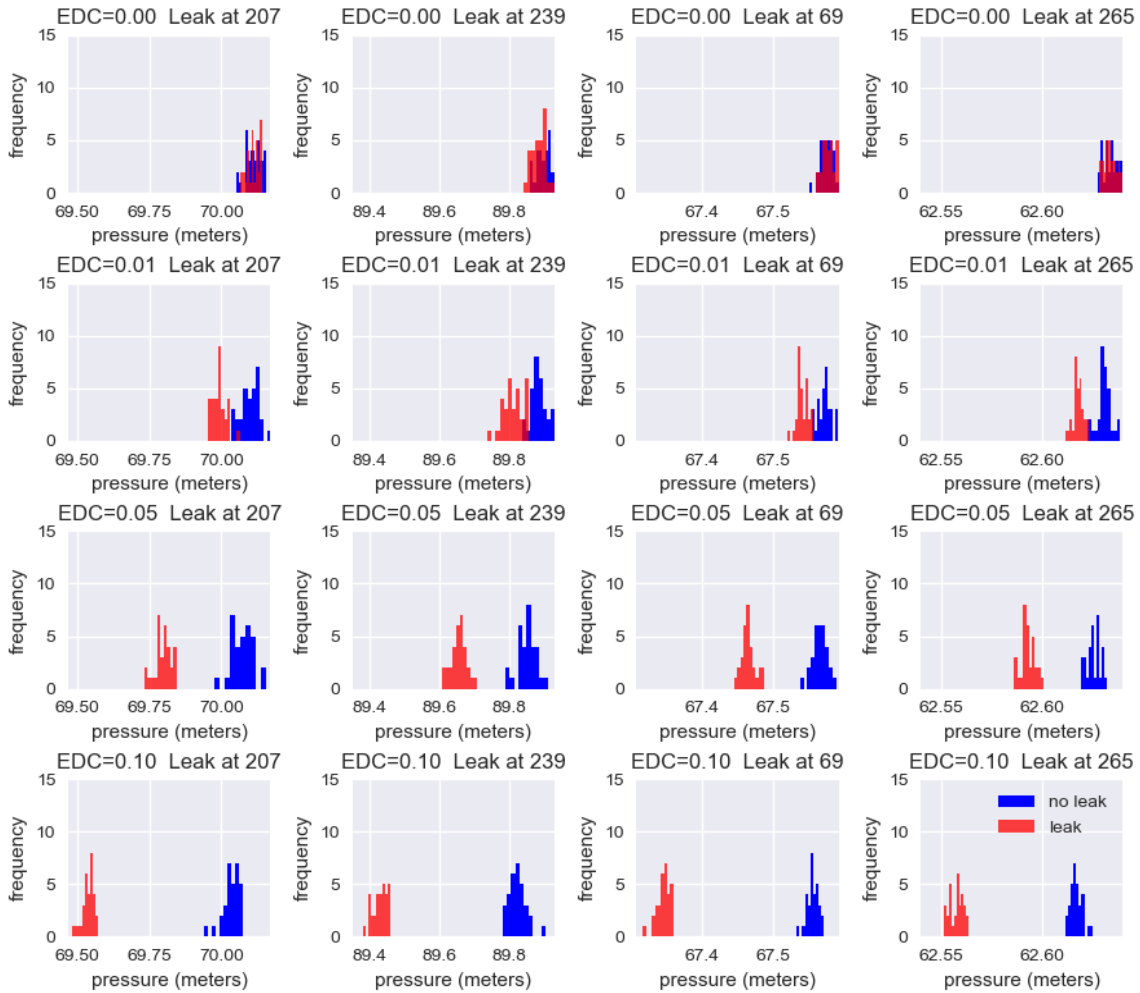 EDC=0.00 Leak at 207 EDC=0.00 Leak at 239 EDC=0.00 Leak at 69 EDC=0.00 Leak at 265
15 15 15 15
10 10 10 10
5 5 5 5
0 0 0 0
frequency frequency frequency frequency
69.50 69.75 70.00 89.4 89.6 89.8 67.4 67.5 62.55 62.60
pressure (meters) pressure (meters) pressure (meters) pressure (meters)
EDC=0.01 Leak at 207 EDC=0.01 Leak at 239 EDC=0.01 Leak at 69 EDC=0.01 Leak at 265
15 15 15 15
10 10 10 10
5 5 5 5
0 0 0 0
frequency frequency frequency frequency
69.50 69.75 70.00 89.4 89.6 89.8 67.4 67.5 62.55 62.60
pressure (meters) pressure (meters) pressure (meters) pressure (meters)
EDC=0.05 Leak at 207 EDC=0.05 Leak at 239 EDC=0.05 Leak at 69 EDC=0.05 Leak at 265
15 15 15 15
10 10 10 10
5 5 5 5
0 0 0 0
frequency frequency frequency frequency
69.50 69.75 70.00 89.4 89.6 89.8 67.4 67.5 62.55 62.60
pressure (meters) pressure (meters) pressure (meters) pressure (meters)
EDC=0.10 Leak at 207 EDC=0.10 Leak at 239 EDC=0.10 Leak at 69 EDC=0.10 Leak at 265
15 15 15 15
no leak
leak
10 10 10 10
5 5 5 5
0 0 0 0
frequency frequency frequency frequency
69.50 69.75 70.00 89.4 89.6 89.8 67.4 67.5 62.55 62.60
pressure (meters) pressure (meters) pressure (meters) pressure (meters)